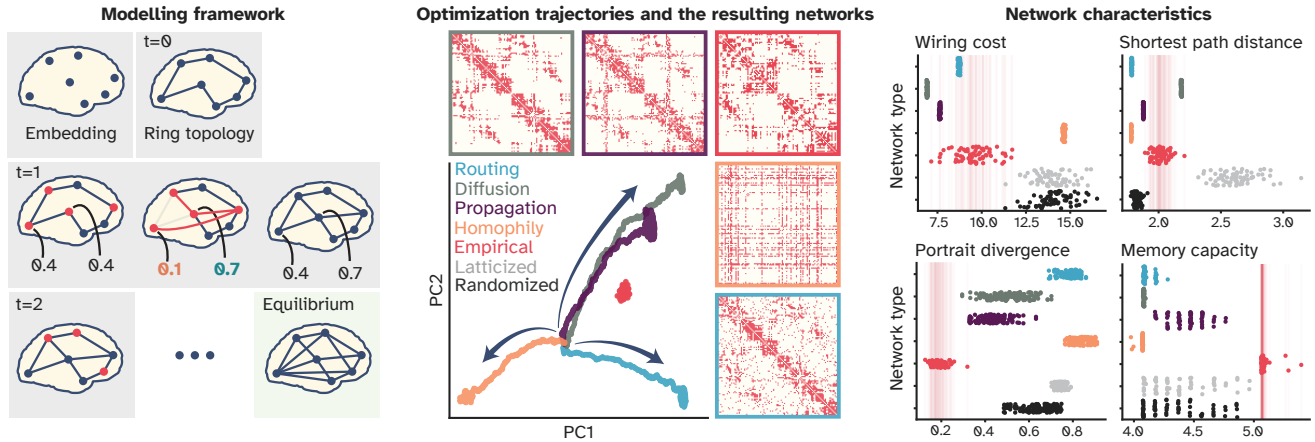 Modelling framework
t=0
Embedding
Ring topology
t=1
0.4
0.4
0.1
0.7
0.4
0.7
t=2
Equilibrium
Optimization trajectories and the resulting networks
Routing
Diffusion
Propagation
Homophily
Empirical
Latticized
Randomized
PC2
PC1
Network characteristics
Wiring cost
Network type
7.5 10.0 12.5 15.0
Shortest path distance
2.0 2.5 3.0
Portrait divergence
Network type
0.2 0.4 0.6 0.8
Memory capacity
4.0 4.5 5.0